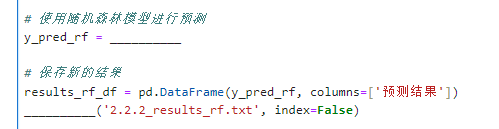 # 使用随机森林模型进行预测
y_pred_rf = __________
# 保存新的结果
results_rf_df = pd.DataFrame(y_pred_rf, columns=['预测结果'])
__________('2.2.2_results_rf.txt', index=False)